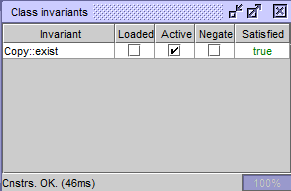 Class invariants
Invariant Loaded Active Negate Satisfied
Copy::exist true
Cnstrs. OK. (46ms) 100%